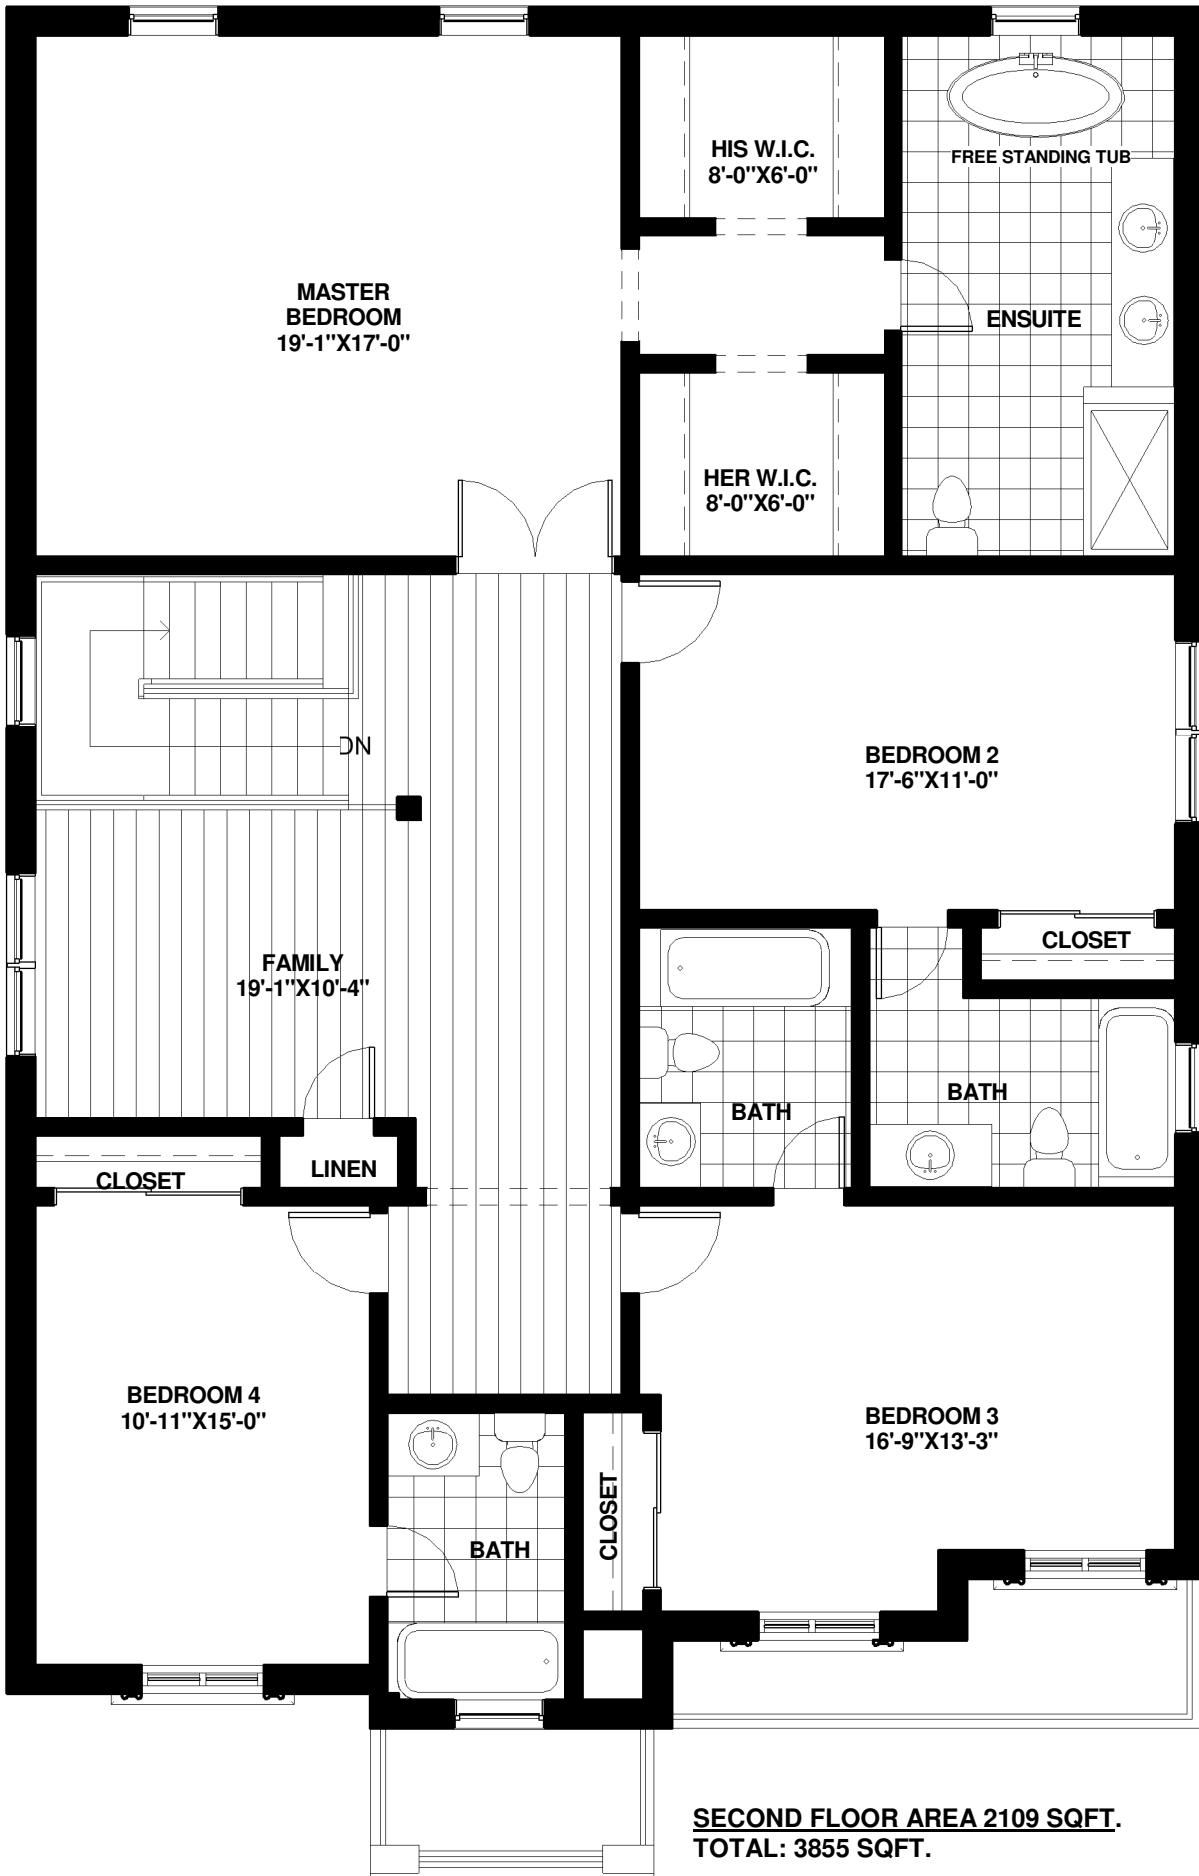 HIS W.I.C.
8'-0"X6'-0"
FREE STANDING TUB
MASTER
BEDROOM
19'-1"X17'-0"
ENSUITE
HER W.I.C.
8'-0"X6'-0"
DN
BEDROOM 2
17'-6"X11'-0"
CLOSET
FAMILY
19'-1"X10'-4"
BATH
BATH
LINEN
CLOSET
BEDROOM 4
10'-11"X15'-0"
BEDROOM 3
16'-9"X13'-3"
CLOSET
BATH
SECOND FLOOR AREA 2109 SQFT.
TOTAL: 3855 SQFT.